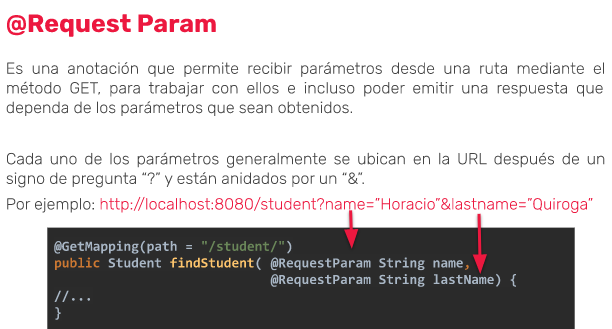 @Request Param
Es una anotación que permite recibir parámetros desde una ruta mediante el
método GET, para trabajar con ellos e incluso poder emitir una respuesta que
dependa de los parámetros que sean obtenidos.
Cada uno de los parámetros generalmente se ubican en la URL después de un
signo de pregunta “?” y están anidados por un “&”.
Por ejemplo: http://localhost:8080/student?name=”Horacio”&lastname=”Quiroga”
@GetMapping(path = "/student/")
public Student findStudent( @RequestParam String name,
@RequestParam String lastName) {
//...
}